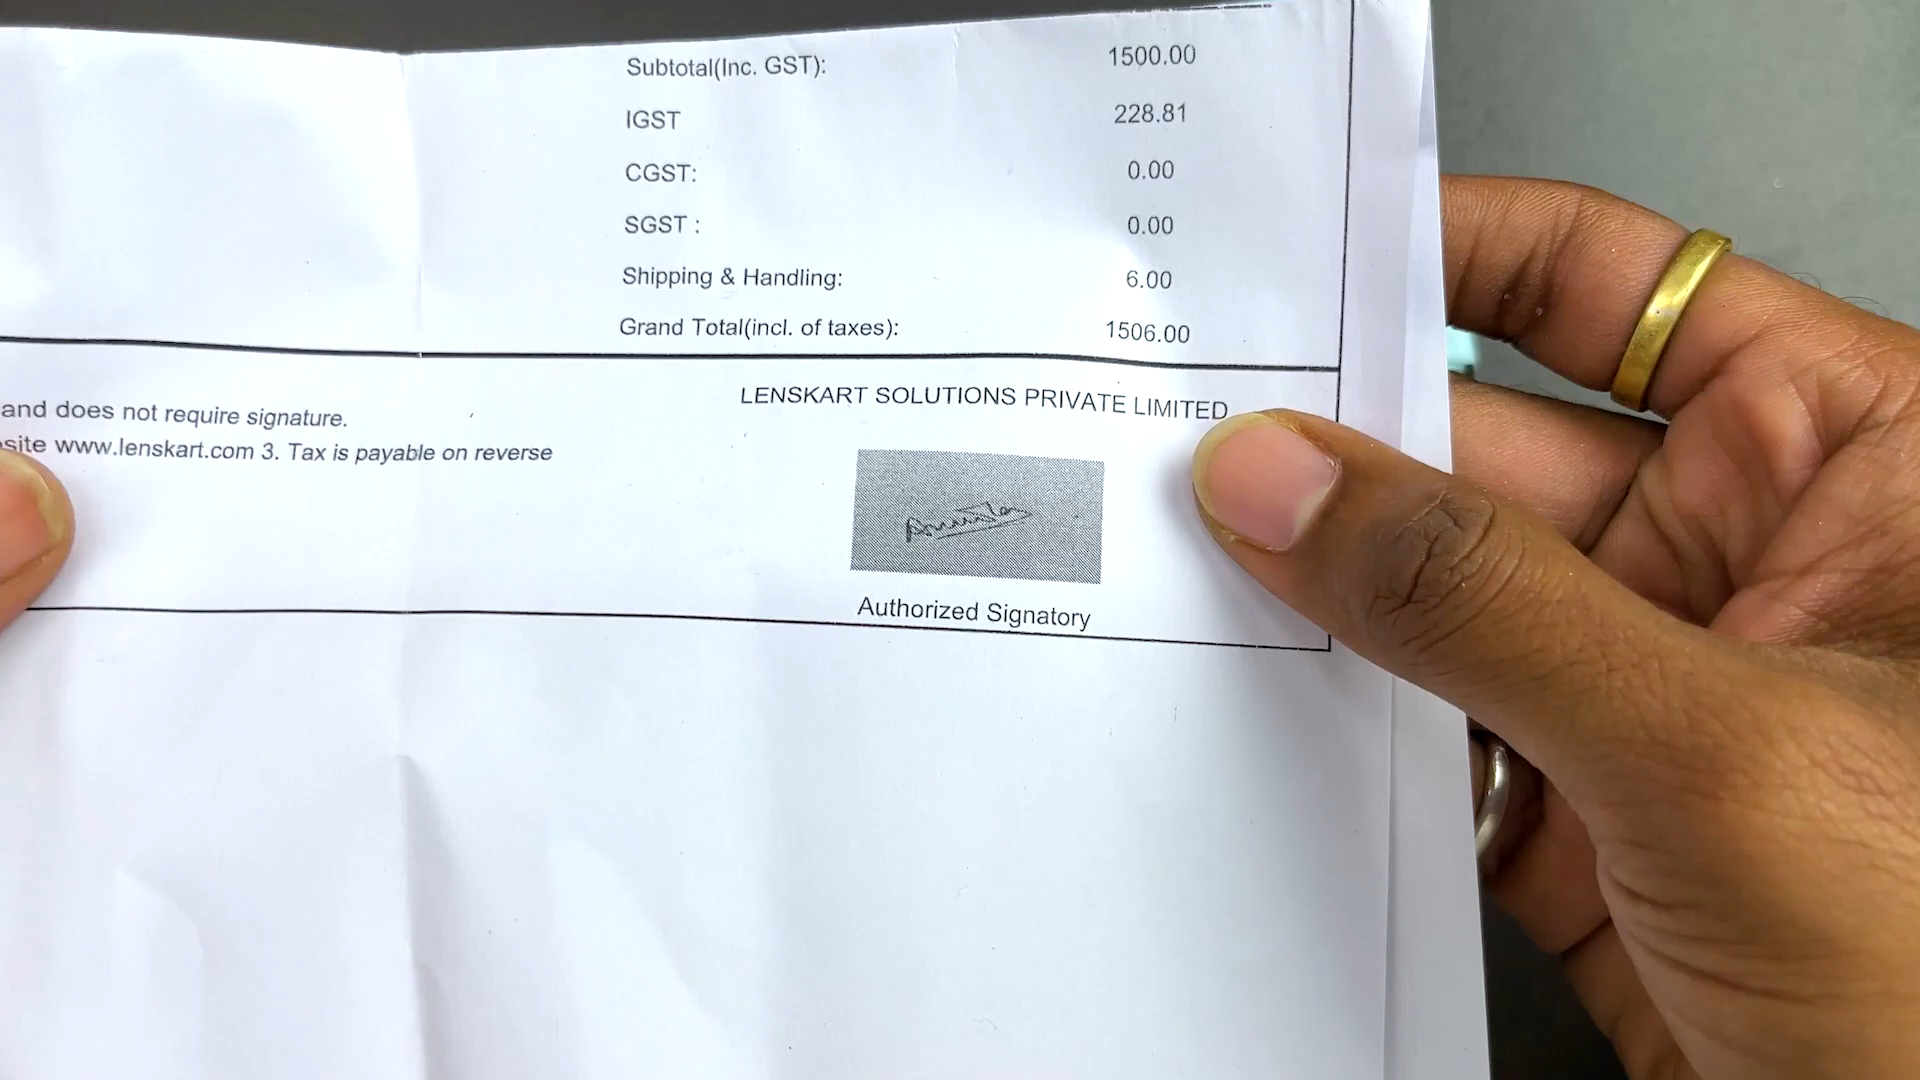 Subtotal(Inc. GST): 1500.00
IGST 228.81
CGST: 0.00
SGST : 0.00
Shipping & Handling: 6.00
Grand Total(incl. of taxes): 1506.00
and does not require signature.
site www.lenskart.com 3. Tax is payable on reverse
LENSKART SOLUTIONS PRIVATE LIMITED
Authorized Signatory